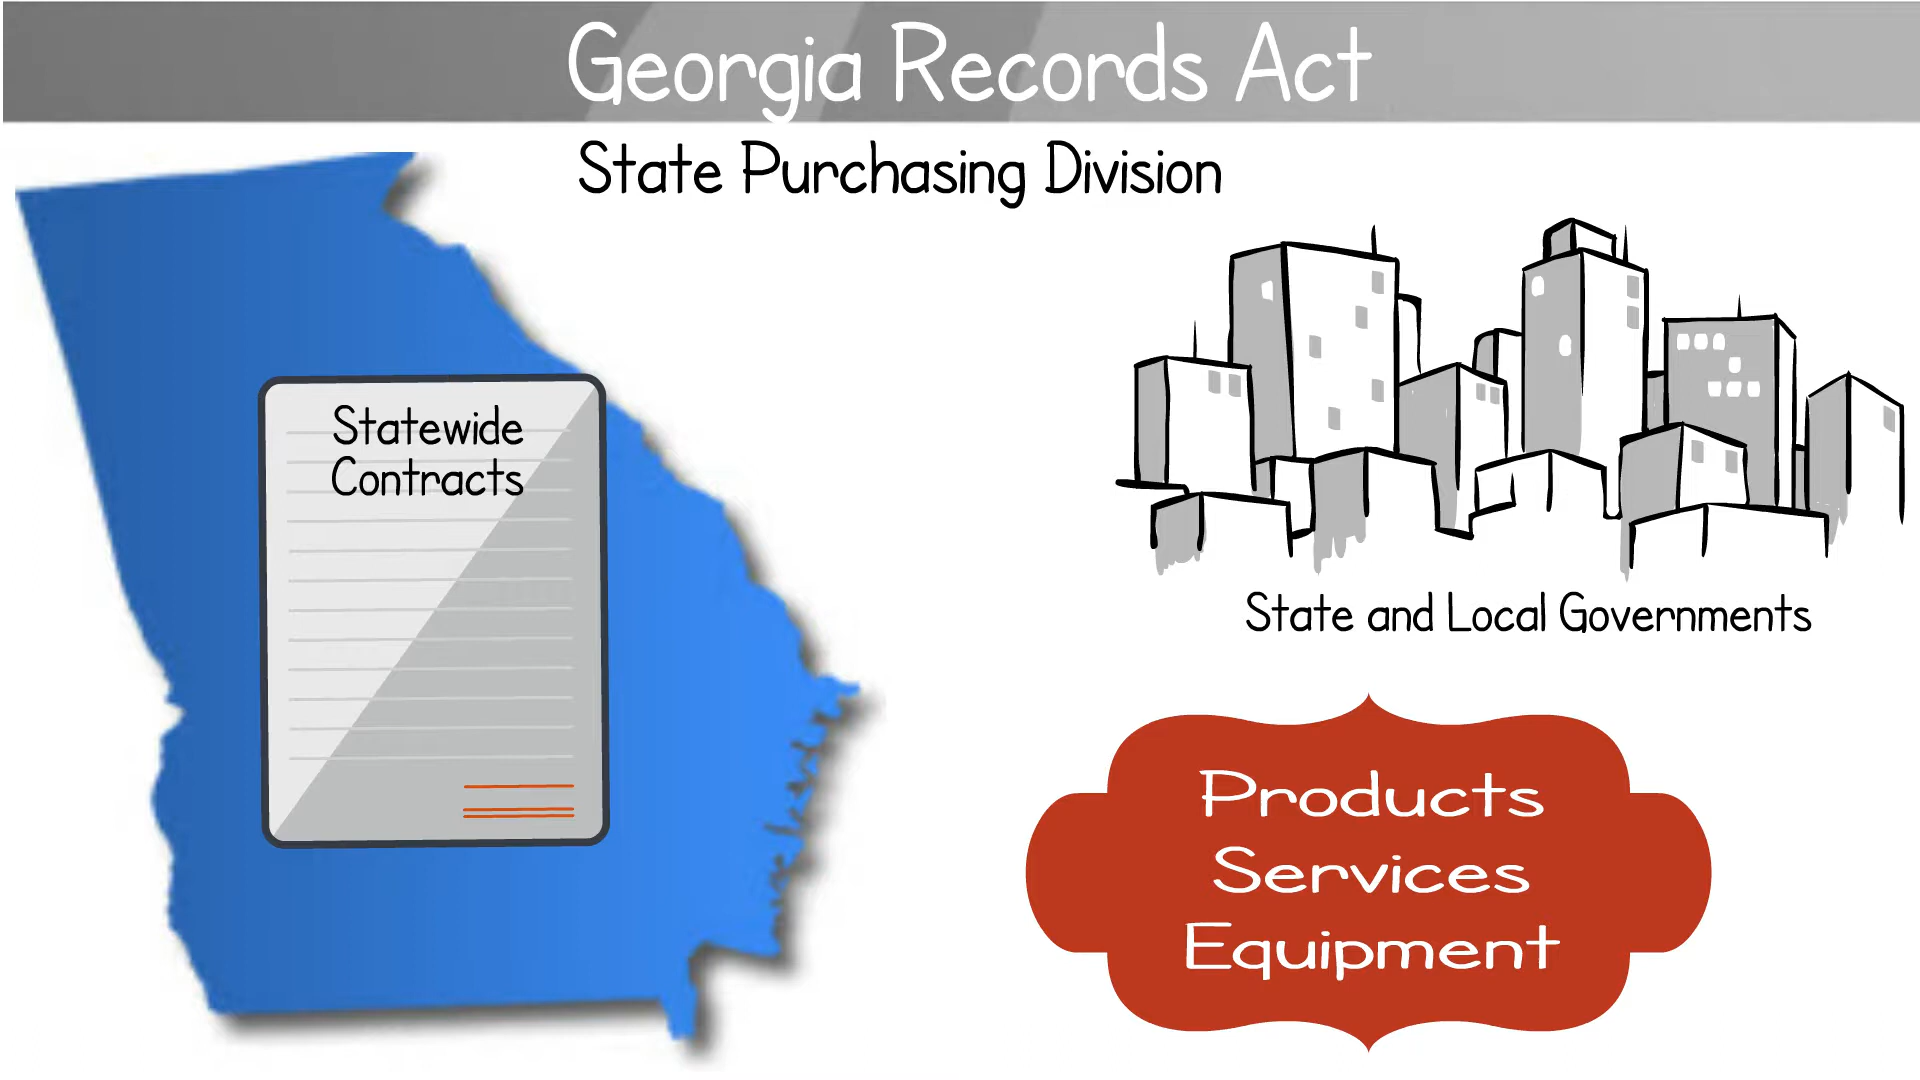 Georgia Records Act
State Purchasing Division
Statewide
Contracts
State and Local Governments
Products
Services
Equipment